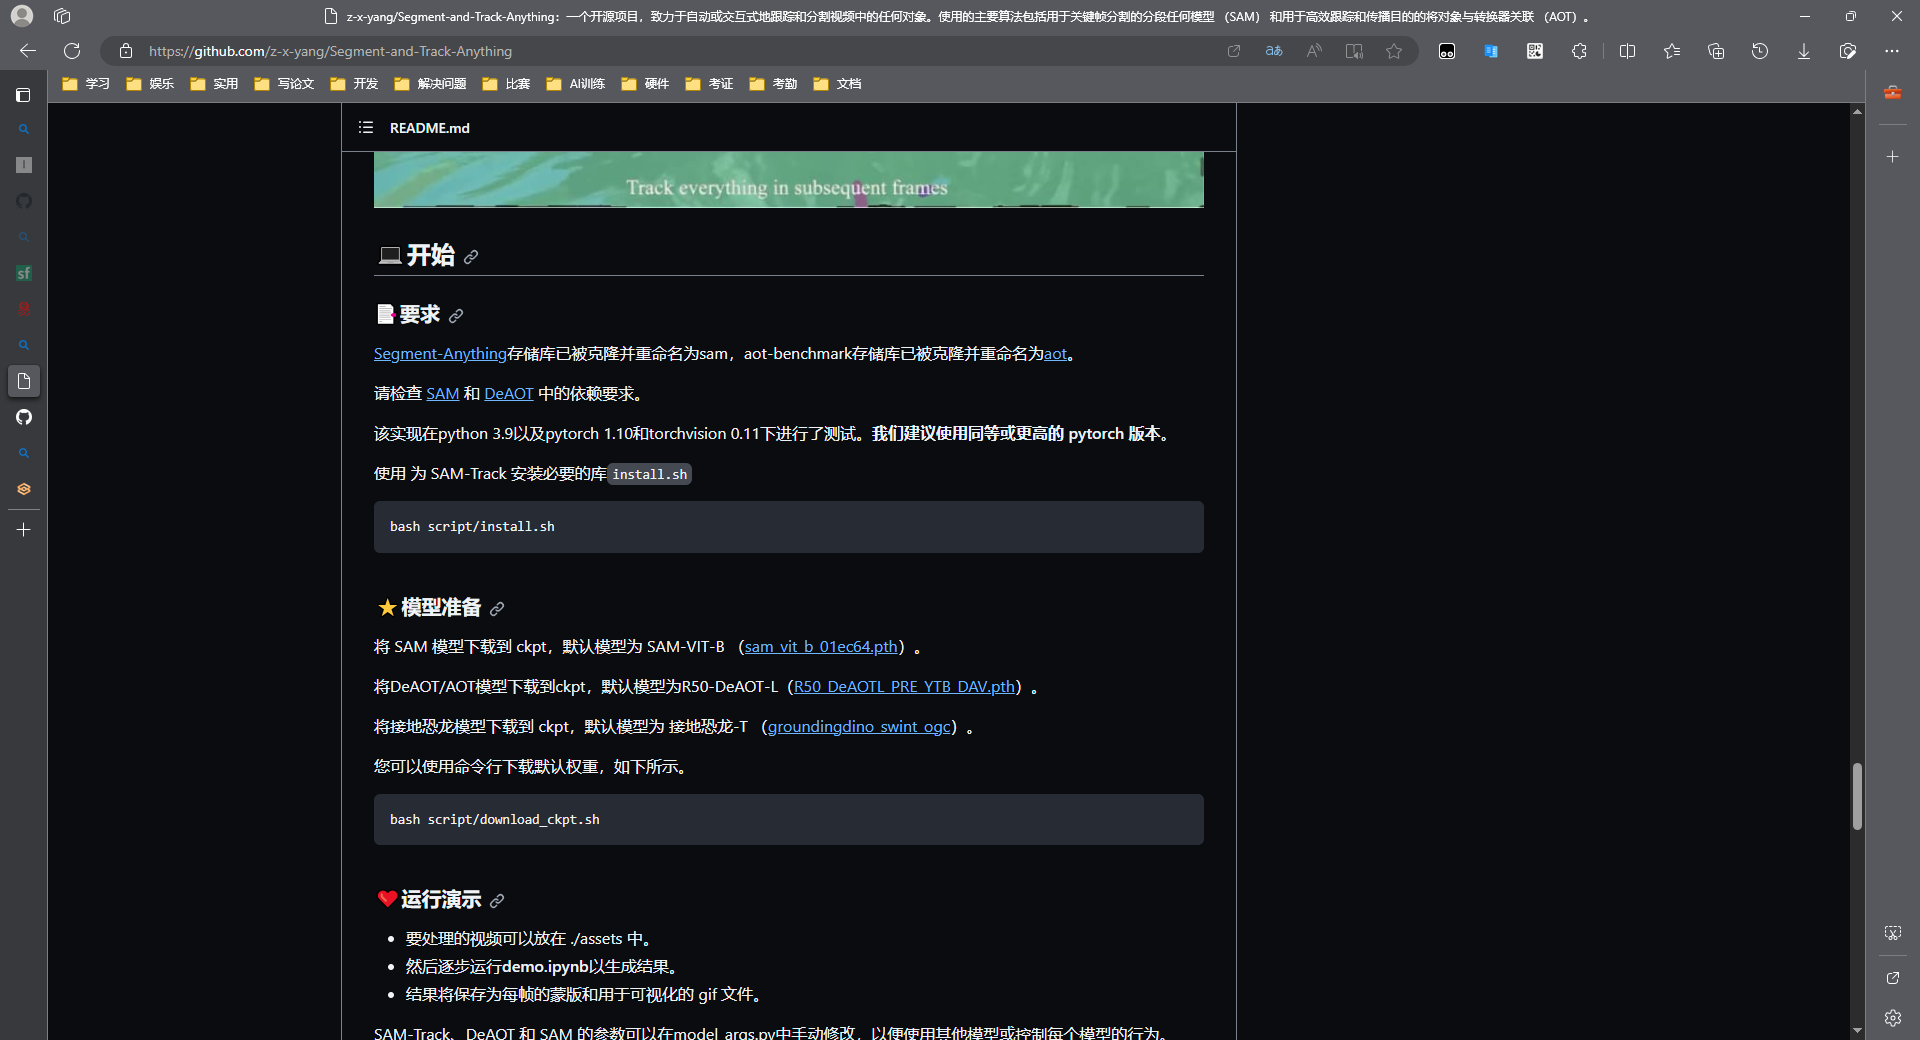 z-x-yang/Segment-and-Track-Anything: 一个开源项目，致力于自动或交互式地跟踪和分割视频中的任何对象。使用的主要算法包括用于关键帧分割的分段任何模型 （SAM） 和用于高效跟踪和传播目的的将对象与转换器关联 （AOT）。
https://github.com/z-x-yang/Segment-and-Track-Anything
学习 娱乐 实用 写论文 开发 解决问题 比赛 AI训练 硬件 考证 考勤 文档
README.md
Track everything in subsequent frames
开始
要求
Segment-Anything存储库已被克隆并重命名为sam，aot-benchmark存储库已被克隆并重命名为aot。
请检查 SAM 和 DeAOT 中的依赖要求。
该实现在python 3.9以及pytorch 1.10和torchvision 0.11下进行了测试。我们建议使用同等或更高的 pytorch 版本。
使用 为 SAM-Track 安装必要的库install.sh
bash script/install.sh
模型准备
将 SAM 模型下载到 ckpt，默认模型为 SAM-VIT-B （sam_vit_b_01ec64.pth）。
将DeAOT/AOT模型下载到ckpt，默认模型为R50-DeAOT-L（R50_DeAOTL_PRE_YTB_DAV.pth）。
将接地恐龙模型下载到 ckpt，默认模型为 接地恐龙-T （groundingdino_swint_ogc）。
您可以使用命令行下载默认权重，如下所示。
bash script/download_ckpt.sh
运行演示
要处理的视频可以放在 ./assets 中。
然后逐步运行demo.ipynb以生成结果。
结果将保存为每帧的蒙版和用于可视化的 gif 文件。
SAM-Track、DeAOT 和 SAM 的参数可以在model_args.py中手动修改，以便使用其他模型或控制每个模型的行为。